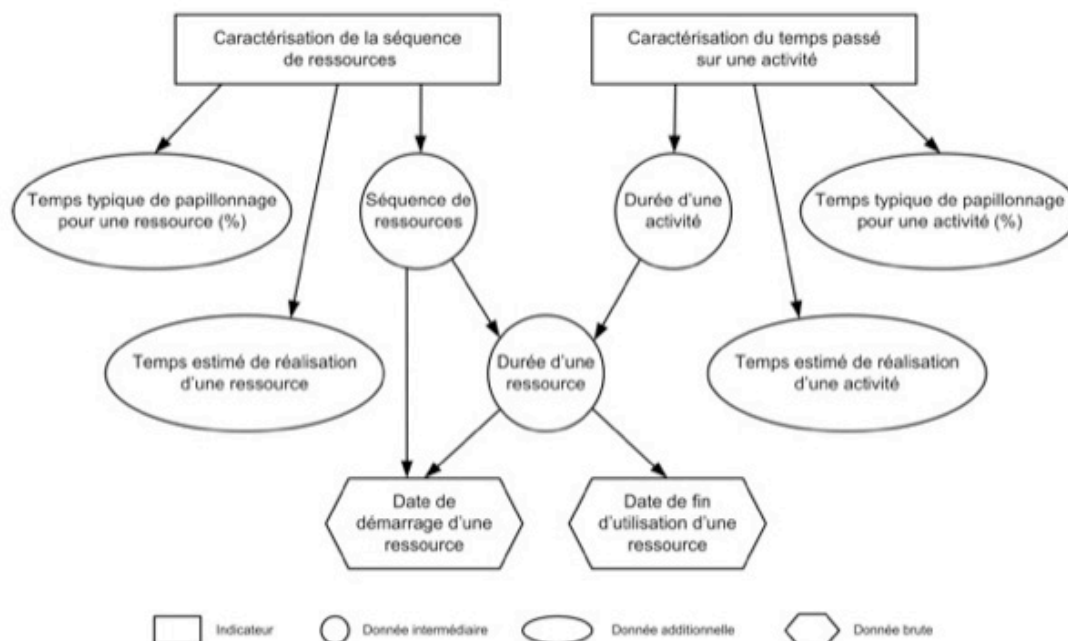 Caractérisation de la séquence
de ressources
Caractérisation du temps passé
sur une activité
Temps typique de papillonnage
pour une ressource (%)
Séquence de
ressources
Durée d'une
activité
Temps typique de papillonnage
pour une activité (%)
Temps estimé de réalisation
d'une ressource
Durée d'une
ressource
Temps estimé de réalisation
d'une activité
Date de
démarrage d'une
ressource
Date de fin
d'utilisation d'une
ressource
Indicateur
Donnée intermédiaire
Donnée additionnelle
Donnée brute